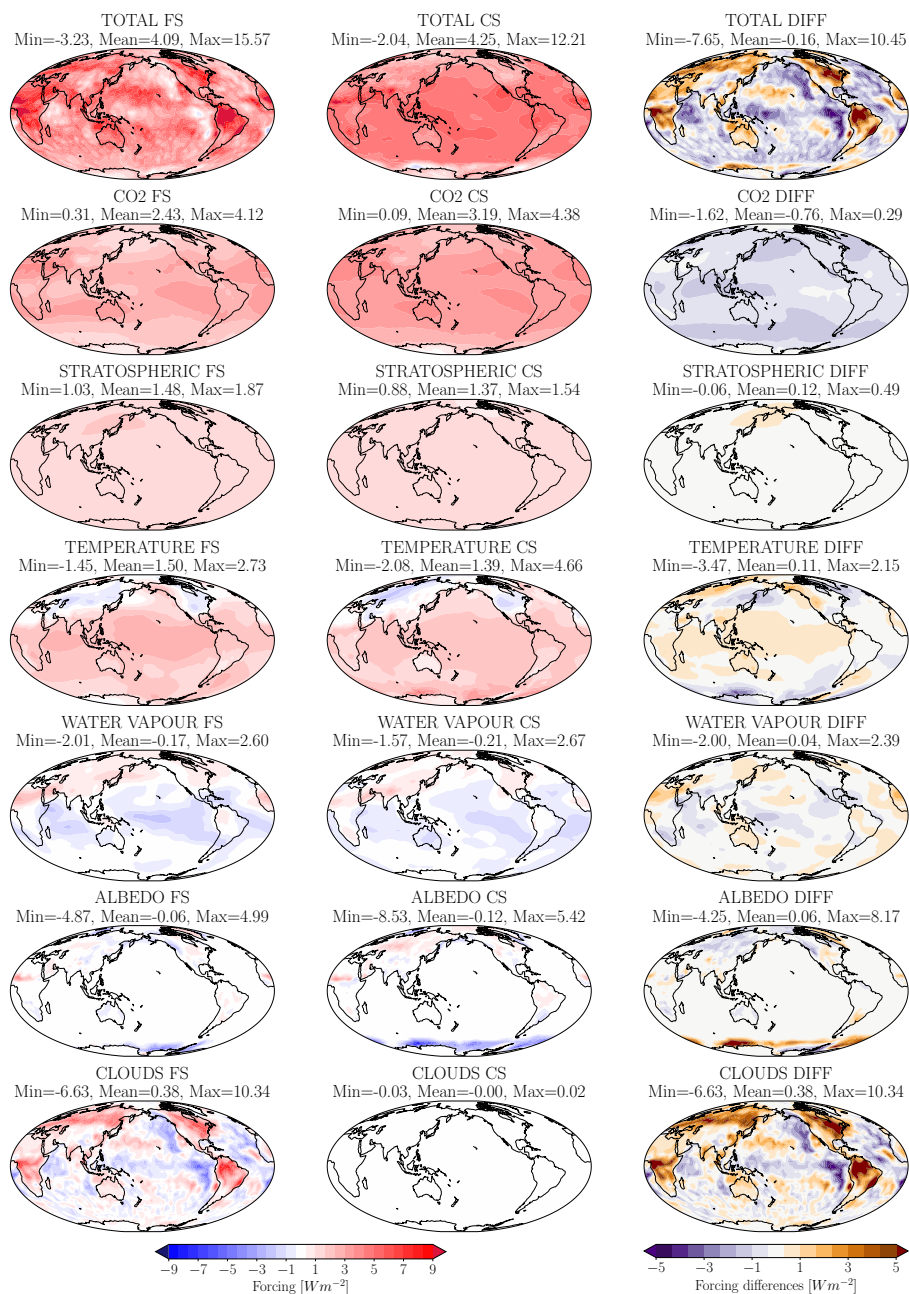 TOTAL FS
Min=-3.23, Mean=4.09, Max=15.57
TOTAL CS
Min=-2.04, Mean=4.25, Max=12.21
TOTAL DIFF
Min=-7.65, Mean=-0.16, Max=10.45
CO2 FS
Min=0.31, Mean=2.43, Max=4.12
CO2 CS
Min=0.09, Mean=3.19, Max=4.38
CO2 DIFF
Min=-1.62, Mean=-0.76, Max=0.29
STRATOSPHERIC FS
Min=1.03, Mean=1.48, Max=1.87
STRATOSPHERIC CS
Min=0.88, Mean=1.37, Max=1.54
STRATOSPHERIC DIFF
Min=-0.06, Mean=0.12, Max=0.49
TEMPERATURE FS
Min=-1.45, Mean=1.50, Max=2.73
TEMPERATURE CS
Min=-2.08, Mean=1.39, Max=4.66
TEMPERATURE DIFF
Min=-3.47, Mean=0.11, Max=2.15
WATER VAPOUR FS
Min=-2.01, Mean=-0.17, Max=2.60
WATER VAPOUR CS
Min=-1.57, Mean=-0.21, Max=2.67
WATER VAPOUR DIFF
Min=-2.00, Mean=0.04, Max=2.39
ALBEDO FS
Min=-4.87, Mean=-0.06, Max=4.99
ALBEDO CS
Min=-8.53, Mean=-0.12, Max=5.42
ALBEDO DIFF
Min=-4.25, Mean=0.06, Max=8.17
CLOUDS FS
Min=-6.63, Mean=0.38, Max=10.34
CLOUDS CS
Min=-0.03, Mean=-0.00, Max=0.02
CLOUDS DIFF
Min=-6.63, Mean=0.38, Max=10.34
−9 −7 −5 −3 −1 1 3 5 7 9
Forcing [Wm⁻²]
−5 −3 −1 1 3 5
Forcing differences [Wm⁻²]